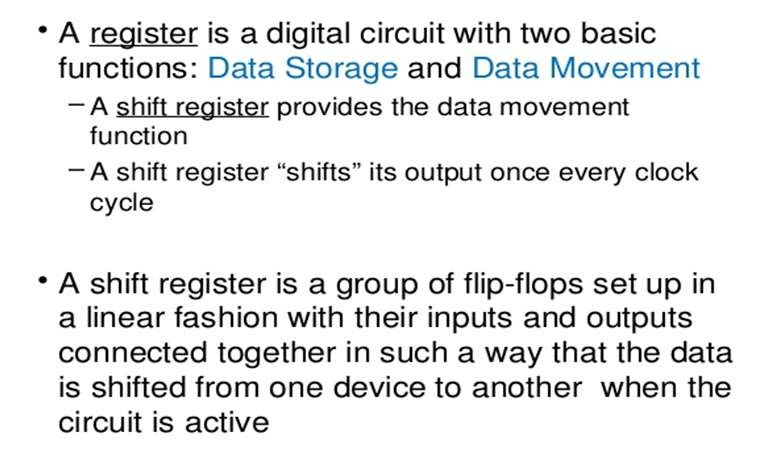 • A register is a digital circuit with two basic
functions: Data Storage and Data Movement
– A shift register provides the data movement
function
– A shift register “shifts” its output once every clock
cycle
• A shift register is a group of flip-flops set up in
a linear fashion with their inputs and outputs
connected together in such a way that the data
is shifted from one device to another when the
circuit is active